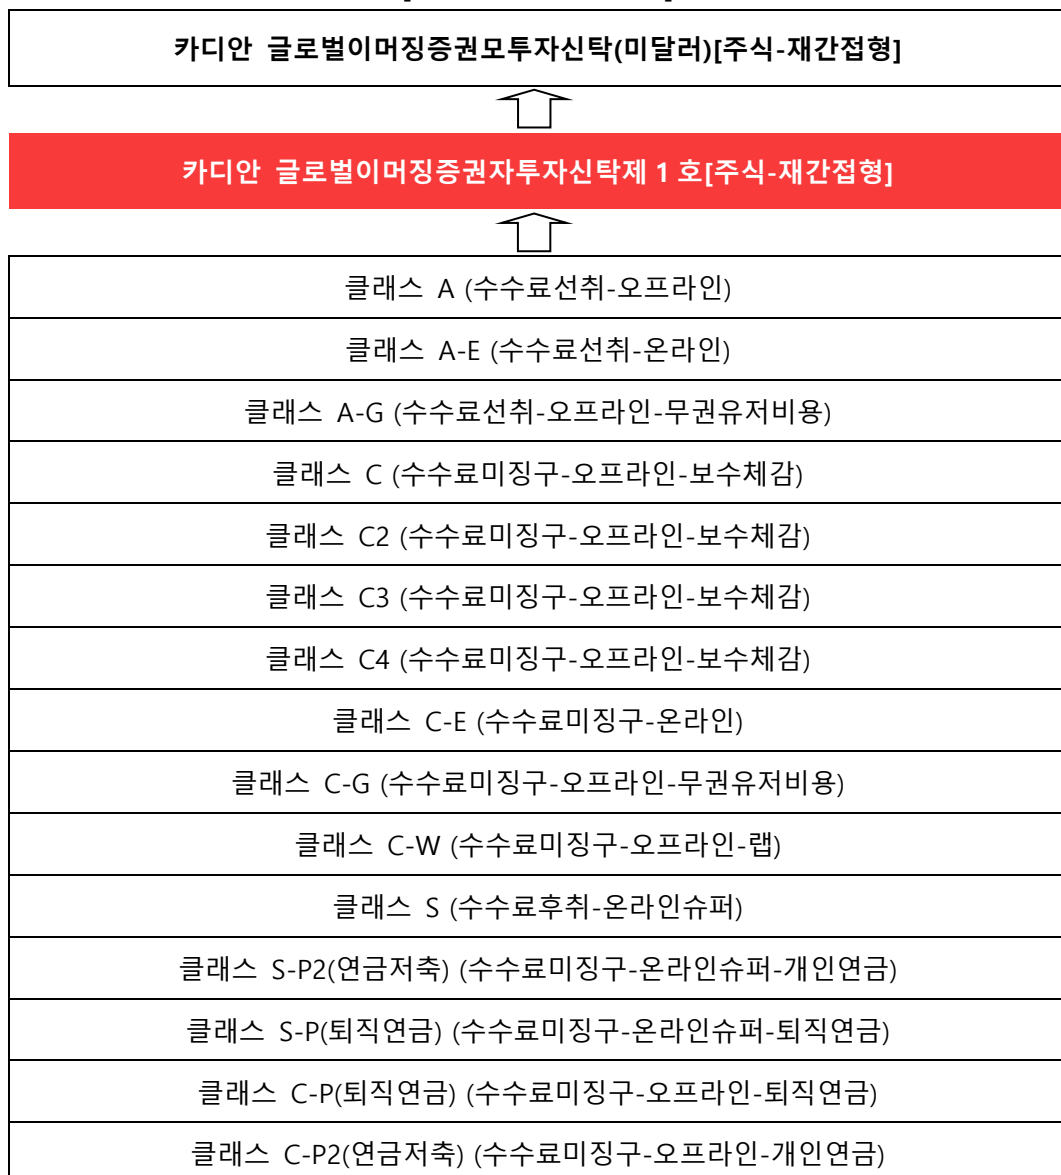 카디안 글로벌이머징증권모투자신탁(미달러)[주식-재간접형]
카디안 글로벌이머징증권자투자신탁제 1 호[주식-재간접형]
클래스 A (수수료선취-오프라인)
클래스 A-E (수수료선취-온라인)
클래스 A-G (수수료선취-오프라인-무권유저비용)
클래스 C (수수료미징구-오프라인-보수체감)
클래스 C2 (수수료미징구-오프라인-보수체감)
클래스 C3 (수수료미징구-오프라인-보수체감)
클래스 C4 (수수료미징구-오프라인-보수체감)
클래스 C-E (수수료미징구-온라인)
클래스 C-G (수수료미징구-오프라인-무권유저비용)
클래스 C-W (수수료미징구-오프라인-랩)
클래스 S (수수료후취-온라인슈퍼)
클래스 S-P2(연금저축) (수수료미징구-온라인슈퍼-개인연금)
클래스 S-P(퇴직연금) (수수료미징구-온라인슈퍼-퇴직연금)
클래스 C-P(퇴직연금) (수수료미징구-오프라인-퇴직연금)
클래스 C-P2(연금저축) (수수료미징구-오프라인-개인연금)